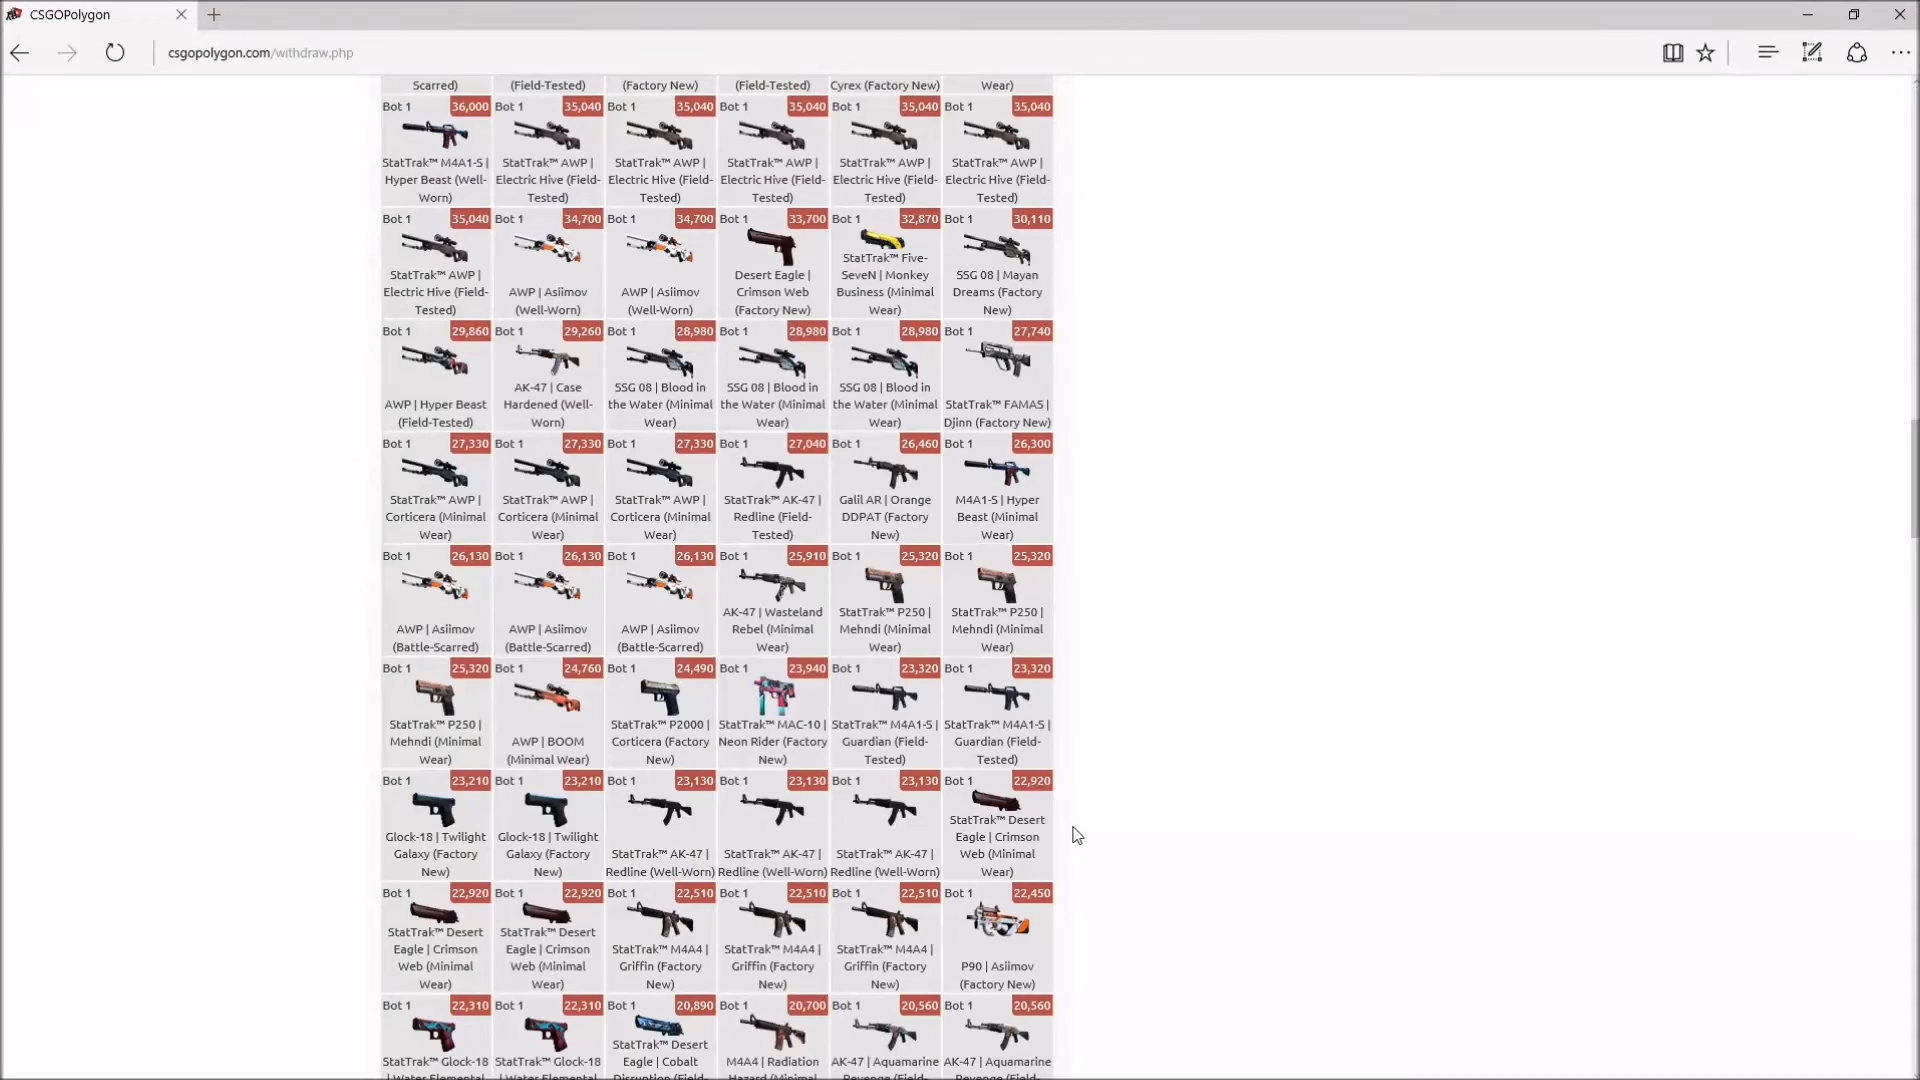 CSGOPolygon
csgopolygon.com/withdraw.php
Scarred) (Field-Tested) (Factory New) (Field-Tested) Cyrex (Factory New) Wear)
Bot 1 36,000 Bot 1 35,040 Bot 1 35,040 Bot 1 35,040 Bot 1 35,040 Bot 1 35,040
StatTrak™ M4A1-S | StatTrak™ AWP | StatTrak™ AWP | StatTrak™ AWP | StatTrak™ AWP | StatTrak™ AWP |
Hyper Beast (Well- Electric Hive (Field- Electric Hive (Field- Electric Hive (Field- Electric Hive (Field- Electric Hive (Field-
Worn) Tested) Tested) Tested) Tested) Tested)
Bot 1 35,040 Bot 1 34,700 Bot 1 34,700 Bot 1 33,700 Bot 1 32,870 Bot 1 30,110
StatTrak™ Five-
StatTrak™ AWP | Desert Eagle | SeveN | Monkey SSG 08 | Mayan
Electric Hive (Field- AWP | Asiimov AWP | Asiimov Crimson Web Business (Minimal Dreams (Factory
Tested) (Well-Worn) (Well-Worn) (Factory New) Wear) New)
Bot 1 29,860 Bot 1 29,260 Bot 1 28,980 Bot 1 28,980 Bot 1 28,980 Bot 1 27,740
AK-47 | Case SSG 08 | Blood in SSG 08 | Blood in SSG 08 | Blood in
AWP | Hyper Beast Hardened (Well- the Water (Minimal the Water (Minimal the Water (Minimal StatTrak™ FAMAS |
(Field-Tested) Worn) Wear) Wear) Wear) Djinn (Factory New)
Bot 1 27,330 Bot 1 27,330 Bot 1 27,330 Bot 1 27,040 Bot 1 26,460 Bot 1 26,300
StatTrak™ AWP | StatTrak™ AWP | StatTrak™ AWP | StatTrak™ AK-47 | Galil AR | Orange M4A1-S | Hyper
Corticera (Minimal Corticera (Minimal Corticera (Minimal Redline (Field- DDPAT (Factory Beast (Minimal
Wear) Wear) Wear) Tested) New) Wear)
Bot 1 26,130 Bot 1 26,130 Bot 1 26,130 Bot 1 25,910 Bot 1 25,320 Bot 1 25,320
AK-47 | Wasteland StatTrak™ P250 | StatTrak™ P250 |
AWP | Asiimov AWP | Asiimov AWP | Asiimov Rebel (Minimal Mehndi (Minimal Mehndi (Minimal
(Battle-Scarred) (Battle-Scarred) (Battle-Scarred) Wear) Wear) Wear)
Bot 1 25,320 Bot 1 24,760 Bot 1 24,490 Bot 1 23,940 Bot 1 23,320 Bot 1 23,320
StatTrak™ P250 | StatTrak™ P2000 | StatTrak™ MAC-10 | StatTrak™ M4A1-S | StatTrak™ M4A1-S |
Mehndi (Minimal AWP | BOOM Corticera (Factory Neon Rider (Factory Guardian (Field- Guardian (Field-
Wear) (Minimal Wear) New) New) Tested) Tested)
Bot 1 23,210 Bot 1 23,210 Bot 1 23,130 Bot 1 23,130 Bot 1 23,130 Bot 1 22,920
StatTrak™ Desert
Glock-18 | Twilight Glock-18 | Twilight Eagle | Crimson
Galaxy (Factory Galaxy (Factory StatTrak™ AK-47 | StatTrak™ AK-47 | StatTrak™ AK-47 | Web (Minimal
New) New) Redline (Well-Worn) Redline (Well-Worn) Redline (Well-Worn) Wear)
Bot 1 22,920 Bot 1 22,920 Bot 1 22,510 Bot 1 22,510 Bot 1 22,510 Bot 1 22,450
StatTrak™ Desert StatTrak™ Desert
Eagle | Crimson Eagle | Crimson StatTrak™ M4A4 | StatTrak™ M4A4 | StatTrak™ M4A4 |
Web (Minimal Web (Minimal Griffin (Factory Griffin (Factory Griffin (Factory P90 | Asiimov
Wear) Wear) New) New) New) (Factory New)
Bot 1 22,310 Bot 1 22,310 Bot 1 20,890 Bot 1 20,700 Bot 1 20,560 Bot 1 20,560
StatTrak™ Desert
StatTrak™ Glock-18 StatTrak™ Glock-18 Eagle | Cobalt M4A4 | Radiation AK-47 | Aquamarine AK-47 | Aquamarine
| Water Elemental | Water Elemental Disruption (Field- Hazard (Minimal Revenge (Field- Revenge (Field-